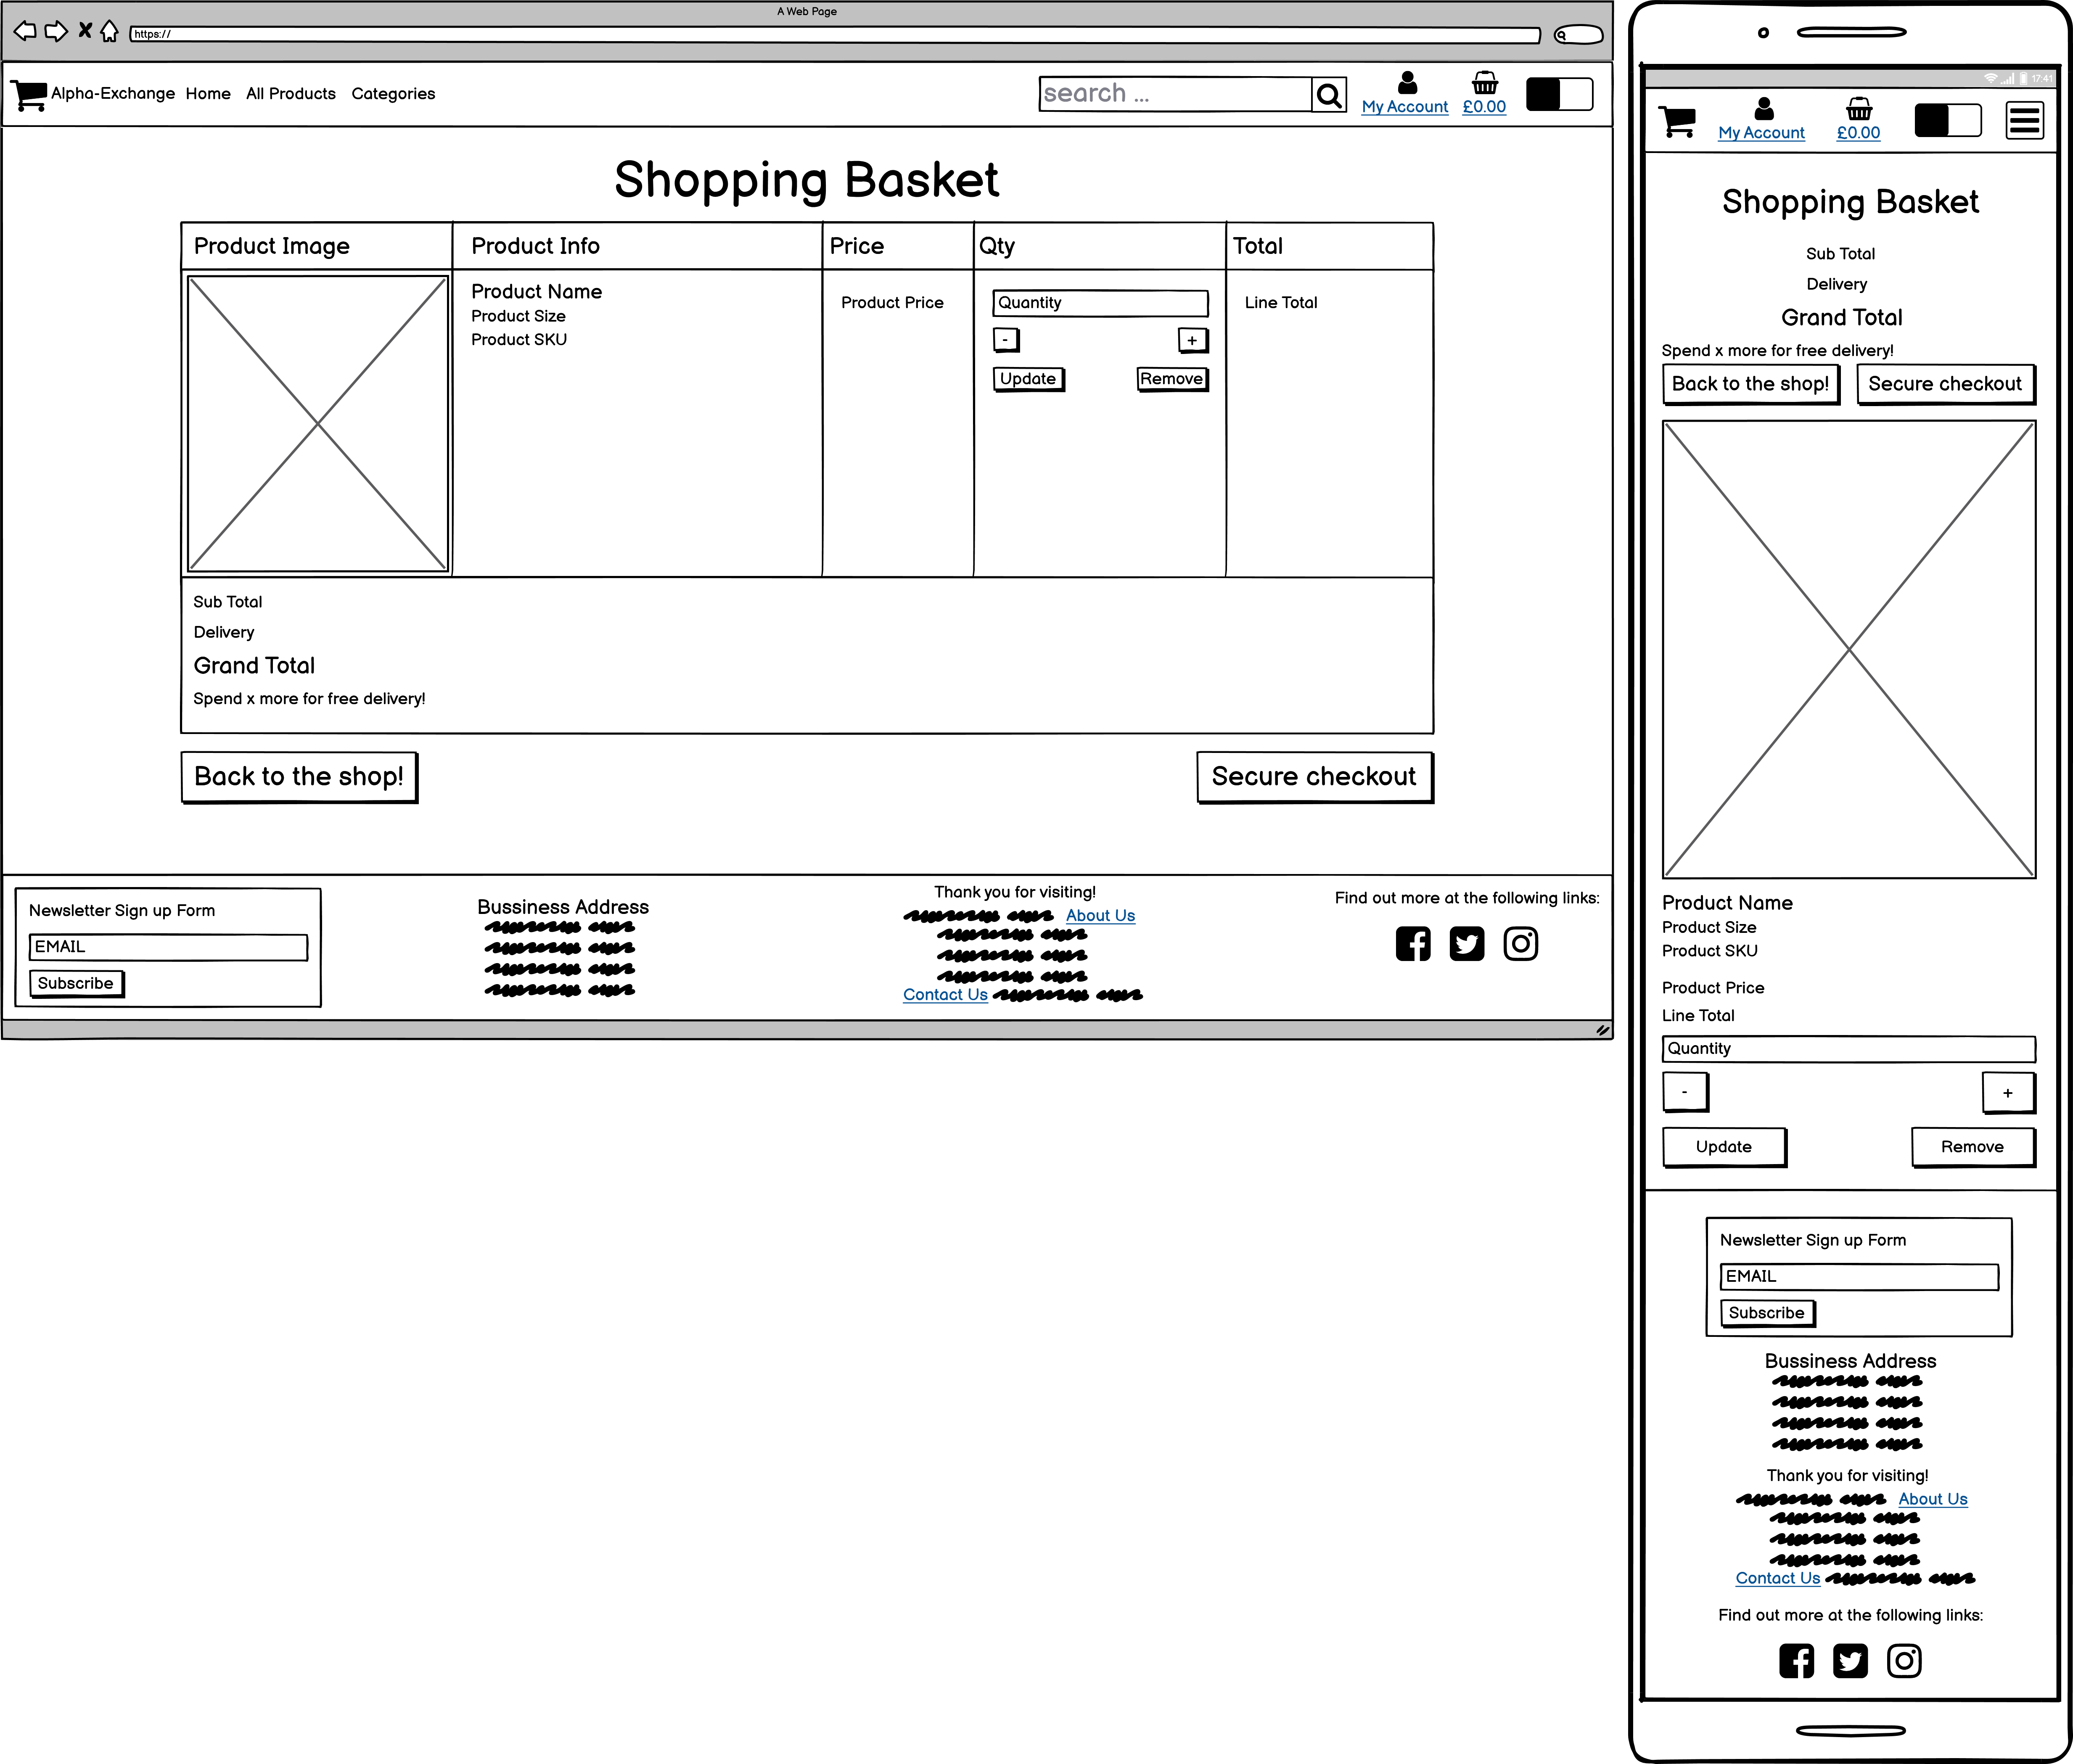 A Web Page
https://
Alpha-Exchange Home All Products Categories
search ...
My Account £0.00
Shopping Basket
Product Image Product Info Price Qty Total
Product Name
Product Size
Product SKU
Product Price
Quantity
- +
Update Remove
Line Total
Sub Total
Delivery
Grand Total
Spend x more for free delivery!
Back to the shop! Secure checkout
Newsletter Sign up Form
EMAIL
Subscribe
Bussiness Address
Thank you for visiting!
About Us
Contact Us
Find out more at the following links:
17:41
My Account £0.00
Shopping Basket
Sub Total
Delivery
Grand Total
Spend x more for free delivery!
Back to the shop! Secure checkout
Product Name
Product Size
Product SKU
Product Price
Line Total
Quantity
- +
Update Remove
Newsletter Sign up Form
EMAIL
Subscribe
Bussiness Address
Thank you for visiting!
About Us
Contact Us
Find out more at the following links: